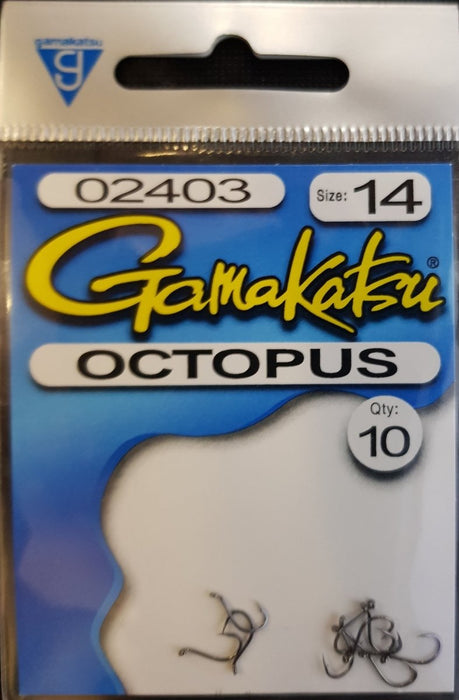 gamakatsu
g
02403
Size: 14
Gamakatsu®
OCTOPUS
Qty:
10